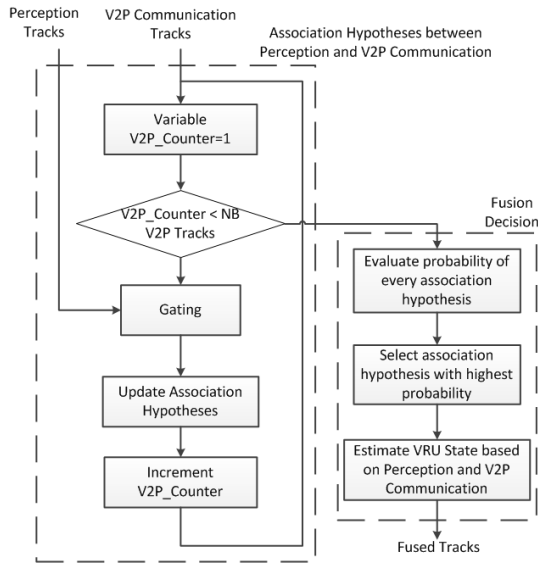 Perception
Tracks
V2P Communication
Tracks
Association Hypotheses between
Perception and V2P Communication
Variable
V2P_Counter=1
V2P_Counter < NB
V2P Tracks
Gating
Update Association
Hypotheses
Increment
V2P_Counter
Fusion
Decision
Evaluate probability of
every association
hypothesis
Select association
hypothesis with highest
probability
Estimate VRU State based
on Perception and V2P
Communication
Fused Tracks